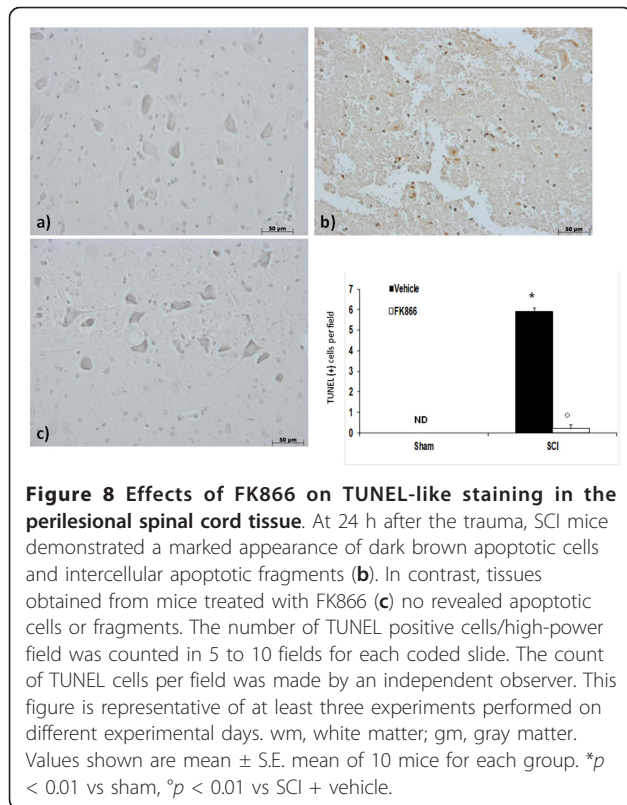 a)
50 µm
b)
50 µm
c)
50 µm
TUNEL(+) cells per field
7
6
5
4
3
2
1
0
Vehicle
FK866
*
°
ND
Sham
SCI
Figure 8 Effects of FK866 on TUNEL-like staining in the
perilesional spinal cord tissue. At 24 h after the trauma, SCI mice
demonstrated a marked appearance of dark brown apoptotic cells
and intercellular apoptotic fragments (b). In contrast, tissues
obtained from mice treated with FK866 (c) no revealed apoptotic
cells or fragments. The number of TUNEL positive cells/high-power
field was counted in 5 to 10 fields for each coded slide. The count
of TUNEL cells per field was made by an independent observer. This
figure is representative of at least three experiments performed on
different experimental days. wm, white matter; gm, gray matter.
Values shown are mean ± S.E. mean of 10 mice for each group. *p
< 0.01 vs sham, °p < 0.01 vs SCI + vehicle.